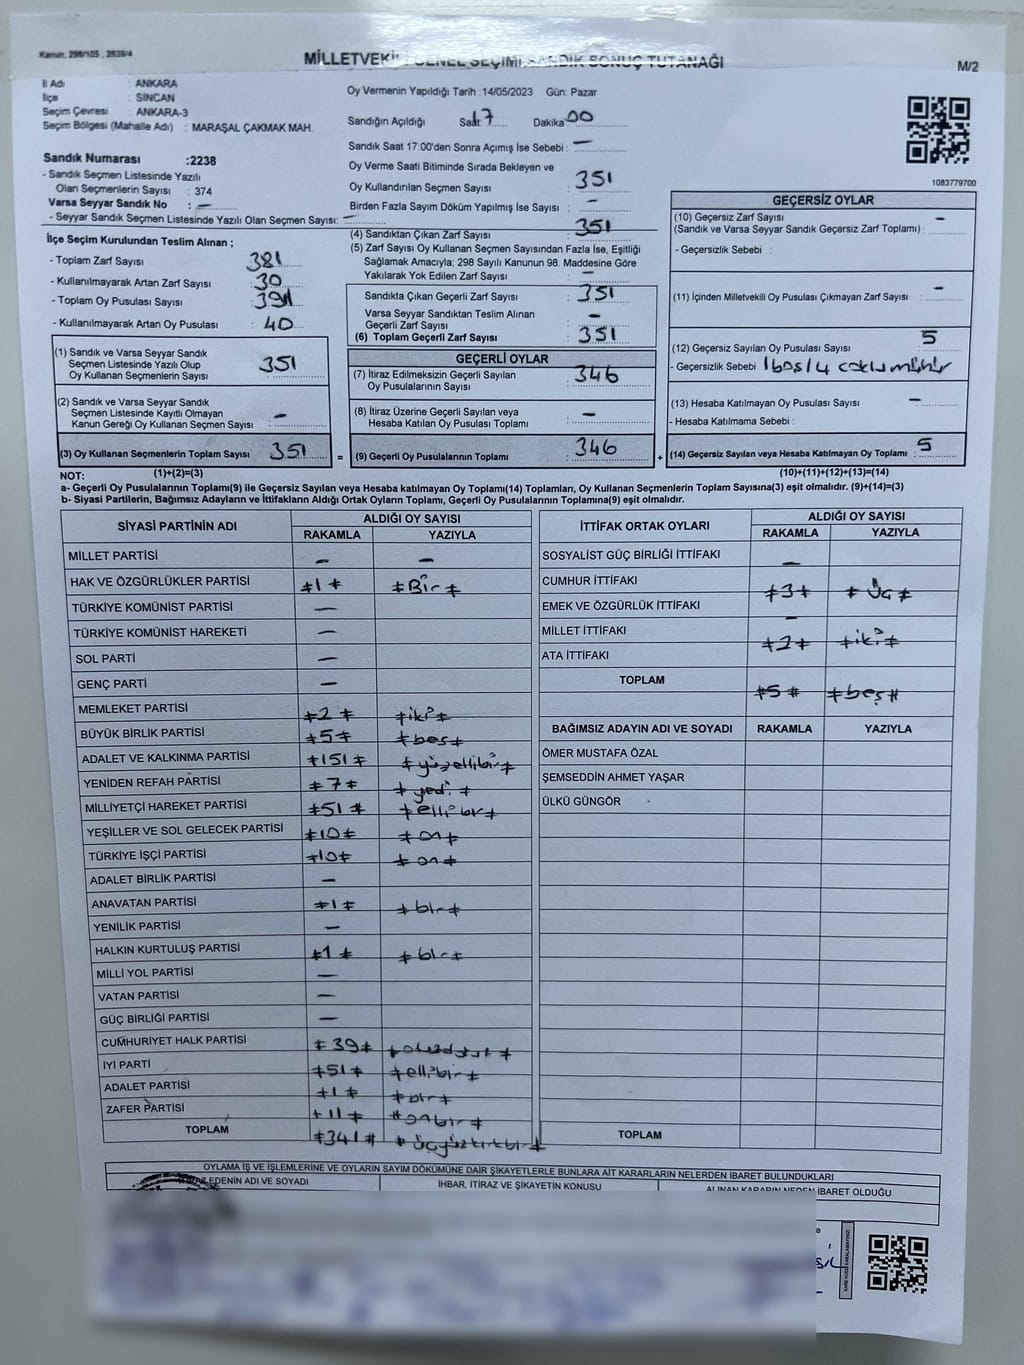 Kanun: 298/105 , 2839/4
MİLLETVEKİLİ GENEL SEÇİMİ SANDIK SONUÇ TUTANAĞI
M/2
İl Adı : ANKARA
İlçe : SİNCAN
Seçim Çevresi : ANKARA-3
Seçim Bölgesi (Mahalle Adı) : MARAŞAL ÇAKMAK MAH.
Sandık Numarası :2238
- Sandık Seçmen Listesinde Yazılı
Olan Seçmenlerin Sayısı : 374
Varsa Seyyar Sandık No : –
- Seyyar Sandık Seçmen Listesinde Yazılı Olan Seçmen Sayısı: –
İlçe Seçim Kurulundan Teslim Alınan ;
- Toplam Zarf Sayısı 381
- Kullanılmayarak Artan Zarf Sayısı 30
- Toplam Oy Pusulası Sayısı 391
- Kullanılmayarak Artan Oy Pusulası 40
(1) Sandık ve Varsa Seyyar Sandık
Seçmen Listesinde Yazılı Olup
Oy Kullanan Seçmenlerin Sayısı 351
(2) Sandık ve Varsa Seyyar Sandık
Seçmen Listesinde Kayıtlı Olmayan
Kanun Gereği Oy Kullanan Seçmen Sayısı : –
(3) Oy Kullanan Seçmenlerin Toplam Sayısı 351 =
Oy Vermenin Yapıldığı Tarih :14/05/2023 Gün: Pazar
Sandığın Açıldığı Saat 17 Dakika 00
Sandık Saat 17:00'den Sonra Açımış İse Sebebi : –
Oy Verme Saati Bitiminde Sırada Bekleyen ve
Oy Kullandırılan Seçmen Sayısı : 351
Birden Fazla Sayım Döküm Yapılmış İse Sayısı : –
(4) Sandıktan Çıkan Zarf Sayısı : 351
(5) Zarf Sayısı Oy Kullanan Seçmen Sayısından Fazla İse, Eşitliği
Sağlamak Amacıyla; 298 Sayılı Kanunun 98. Maddesine Göre
Yakılarak Yok Edilen Zarf Sayısı : –
Sandıkta Çıkan Geçerli Zarf Sayısı : 351
Varsa Seyyar Sandıktan Teslim Alınan
Geçerli Zarf Sayısı : –
(6) Toplam Geçerli Zarf Sayısı : 351
GEÇERLİ OYLAR
(7) İtiraz Edilmeksizin Geçerli Sayılan
Oy Pusulalarının Sayısı : 346
(8) İtiraz Üzerine Geçerli Sayılan veya
Hesaba Katılan Oy Pusulası Toplamı : –
(9) Geçerli Oy Pusulalarının Toplamı : 346 +
1083779700
GEÇERSİZ OYLAR
(10) Geçersiz Zarf Sayısı –
(Sandık ve Varsa Seyyar Sandık Geçersiz Zarf Toplamı) :
- Geçersizlik Sebebi :
(11) İçinden Milletvekili Oy Pusulası Çıkmayan Zarf Sayısı : –
(12) Geçersiz Sayılan Oy Pusulası Sayısı : 5
- Geçersizlik Sebebi 1boş/4 çoklu mühür
(13) Hesaba Katılmayan Oy Pusulası Sayısı : –
- Hesaba Katılmama Sebebi :
(14) Geçersiz Sayılan veya Hesaba Katılmayan Oy Toplamı : 5
NOT: (1)+(2)=(3) (10)+(11)+(12)+(13)=(14)
a- Geçerli Oy Pusulalarının Toplamı(9) ile Geçersiz Sayılan veya Hesaba katılmayan Oy Toplamı(14) Toplamları, Oy Kullanan Seçmenlerin Toplam Sayısına(3) eşit olmalıdır. (9)+(14)=(3)
b- Siyasi Partilerin, Bağımsız Adayların ve İttifakların Aldığı Ortak Oyların Toplamı, Geçerli Oy Pusulalarının Toplamına(9) eşit olmalıdır.
SİYASİ PARTİNİN ADI ALDIĞI OY SAYISI
RAKAMLA YAZIYLA
MİLLET PARTİSİ – –
HAK VE ÖZGÜRLÜKLER PARTİSİ ≠1≠ ≠Bir≠
TÜRKİYE KOMÜNİST PARTİSİ –
TÜRKİYE KOMÜNİST HAREKETİ –
SOL PARTİ –
GENÇ PARTİ –
MEMLEKET PARTİSİ ≠2≠ ≠iki≠
BÜYÜK BİRLİK PARTİSİ ≠5≠ ≠beş≠
ADALET VE KALKINMA PARTİSİ ≠151≠ ≠yüzellibir≠
YENİDEN REFAH PARTİSİ ≠7≠ ≠yedi≠
MİLLİYETÇİ HAREKET PARTİSİ ≠51≠ ≠ellibir≠
YEŞİLLER VE SOL GELECEK PARTİSİ ≠10≠ ≠on≠
TÜRKİYE İŞÇİ PARTİSİ ≠10≠ ≠on≠
ADALET BİRLİK PARTİSİ –
ANAVATAN PARTİSİ ≠1≠ ≠bir≠
YENİLİK PARTİSİ –
HALKIN KURTULUŞ PARTİSİ ≠1≠ ≠bir≠
MİLLİ YOL PARTİSİ –
VATAN PARTİSİ –
GÜÇ BİRLİĞİ PARTİSİ –
CUMHURİYET HALK PARTİSİ ≠39≠ ≠otuzdokuz≠
İYİ PARTİ ≠51≠ ≠ellibir≠
ADALET PARTİSİ ≠1≠ ≠bir≠
ZAFER PARTİSİ ≠11≠ ≠onbir≠
TOPLAM ≠341≠ ≠üçyüzkırkbir≠
İTTİFAK ORTAK OYLARI ALDIĞI OY SAYISI
RAKAMLA YAZIYLA
SOSYALİST GÜÇ BİRLİĞİ İTTİFAKI –
CUMHUR İTTİFAKI ≠3≠ ≠Üç≠
EMEK VE ÖZGÜRLÜK İTTİFAKI –
MİLLET İTTİFAKI ≠2≠ ≠iki≠
ATA İTTİFAKI
TOPLAM ≠5≠ ≠beş≠
BAĞIMSIZ ADAYIN ADI VE SOYADI RAKAMLA YAZIYLA
ÖMER MUSTAFA ÖZAL
ŞEMSEDDİN AHMET YAŞAR
ÜLKÜ GÜNGÖR
TOPLAM
OYLAMA İŞ VE İŞLEMLERİNE VE OYLARIN SAYIM DÖKÜMÜNE DAİR ŞİKAYETLERLE BUNLARA AİT KARARLARIN NELERDEN İBARET BULUNDUKLARI
EDENİN ADI VE SOYADI İHBAR, İTİRAZ VE ŞİKAYETİN KONUSU ALINAN KARARIN NEDEN İBARET OLDUĞU